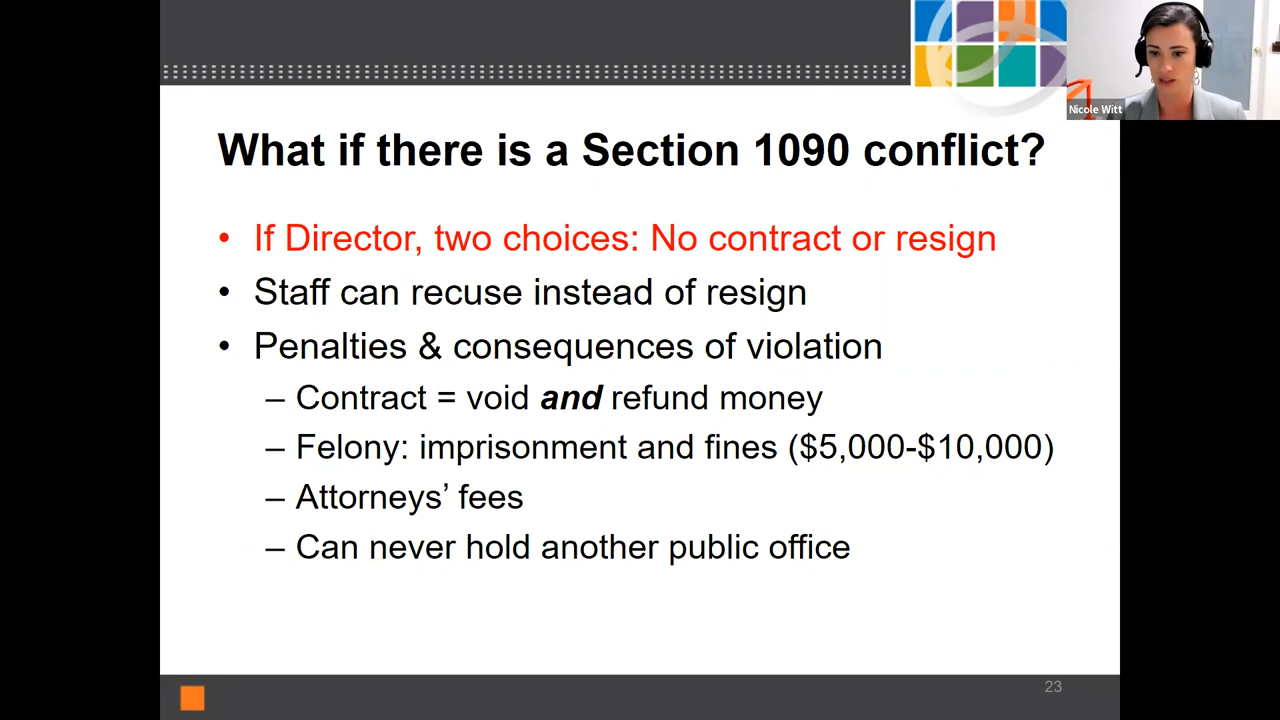 Nicole Witt
What if there is a Section 1090 conflict?
• If Director, two choices: No contract or resign
• Staff can recuse instead of resign
• Penalties & consequences of violation
– Contract = void and refund money
– Felony: imprisonment and fines ($5,000-$10,000)
– Attorneys’ fees
– Can never hold another public office
23